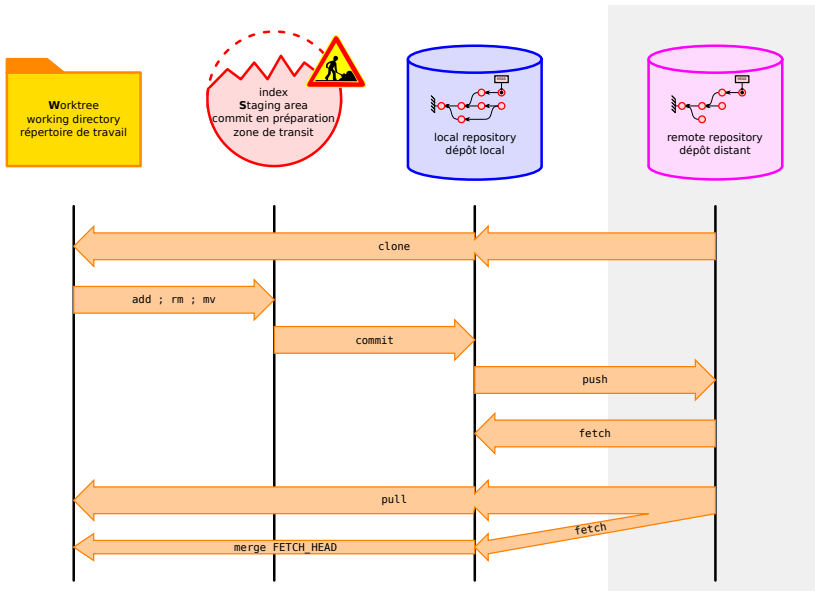 Worktree
working directory
répertoire de travail
index
Staging area
commit en préparation
zone de transit
local repository
dépôt local
remote repository
dépôt distant
clone
add ; rm ; mv
commit
push
fetch
pull
fetch
merge FETCH_HEAD